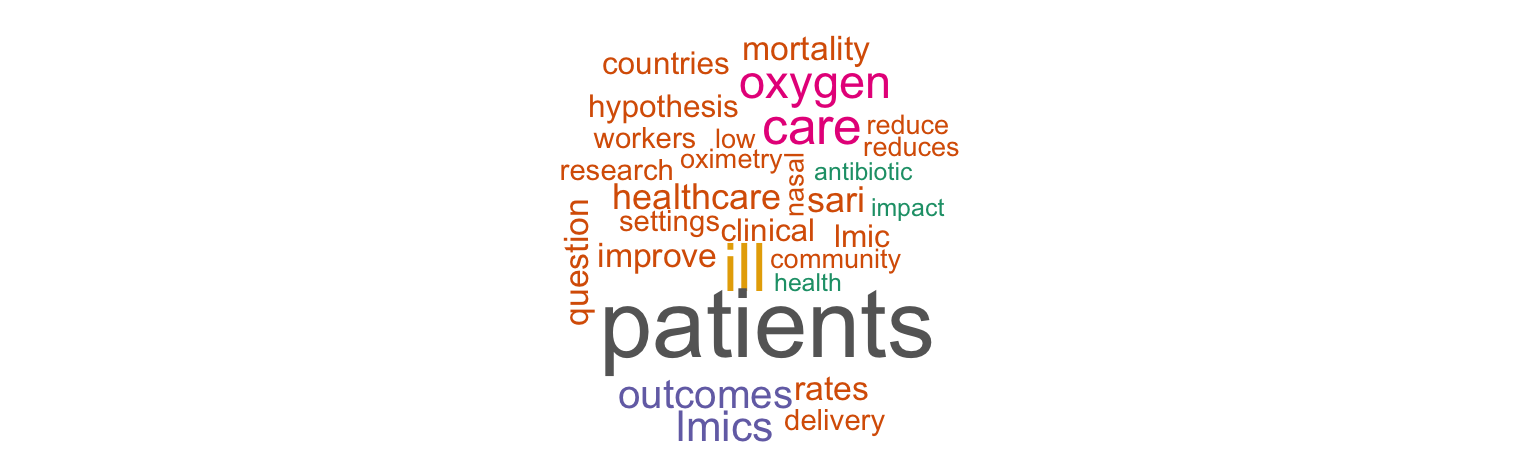 mortality
countries
oxygen
hypothesis
care
reduce
workers
low
reduces
oximetry
research
nasal
antibiotic
healthcare
sari
impact
settings
clinical
lmic
question
improve
ill
community
health
patients
outcomes
rates
lmics
delivery